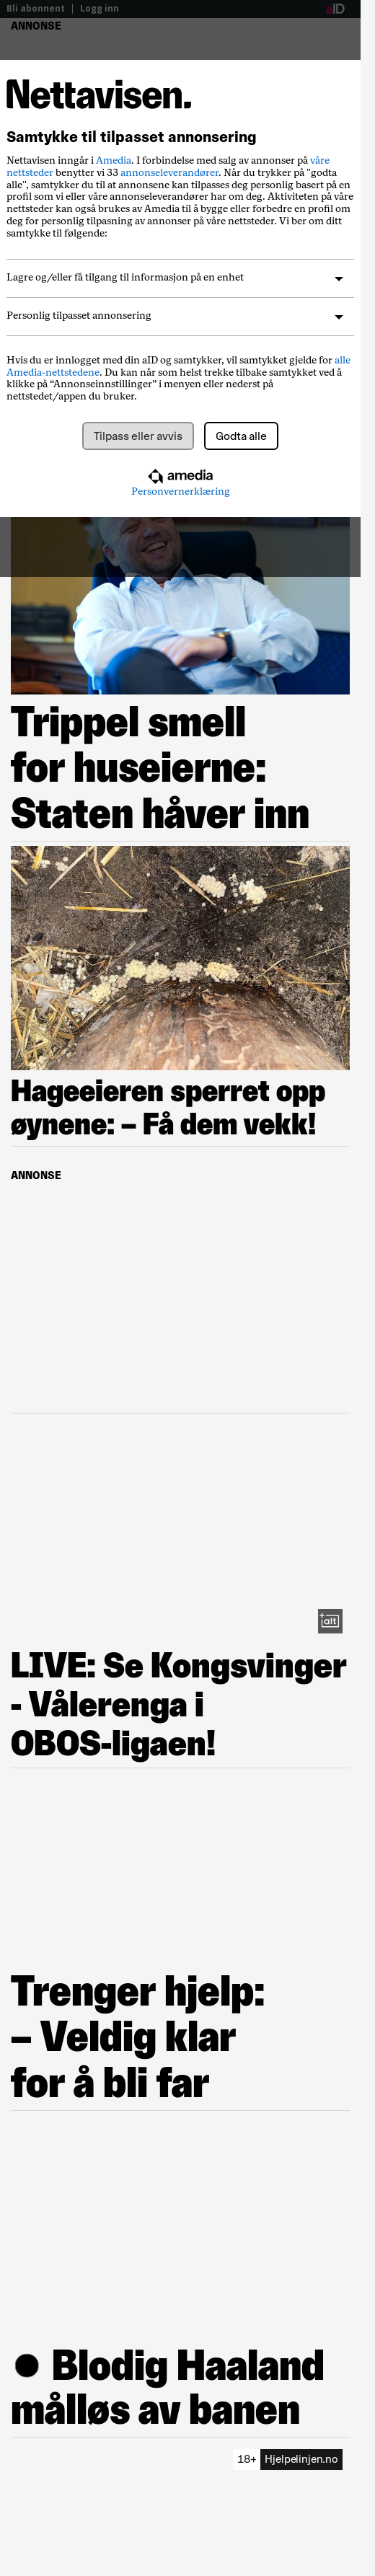 Bli abonnent | Logg inn
aID
ANNONSE
Nettavisen.
Samtykke til tilpasset annonsering
Nettavisen inngår i Amedia. I forbindelse med salg av annonser på våre
nettsteder benytter vi 33 annonseleverandører. Når du trykker på "godta
alle", samtykker du til at annonsene kan tilpasses deg personlig basert på en
profil som vi eller våre annonseleverandører har om deg. Aktiviteten på våre
nettsteder kan også brukes av Amedia til å bygge eller forbedre en profil om
deg for personlig tilpasning av annonser på våre nettsteder. Vi ber om ditt
samtykke til følgende:
Lagre og/eller få tilgang til informasjon på en enhet
Personlig tilpasset annonsering
Hvis du er innlogget med din aID og samtykker, vil samtykket gjelde for alle
Amedia-nettstedene. Du kan når som helst trekke tilbake samtykket ved å
klikke på “Annonseinnstillinger” i menyen eller nederst på
nettstedet/appen du bruker.
Tilpass eller avvis
Godta alle
amedia
Personvernerklæring
Trippel smell
for huseierne:
Staten håver inn
Hageeieren sperret opp
øynene: – Få dem vekk!
ANNONSE
+alt
LIVE: Se Kongsvinger
- Vålerenga i
OBOS-ligaen!
Trenger hjelp:
– Veldig klar
for å bli far
● Blodig Haaland
målløs av banen
18+ Hjelpelinjen.no